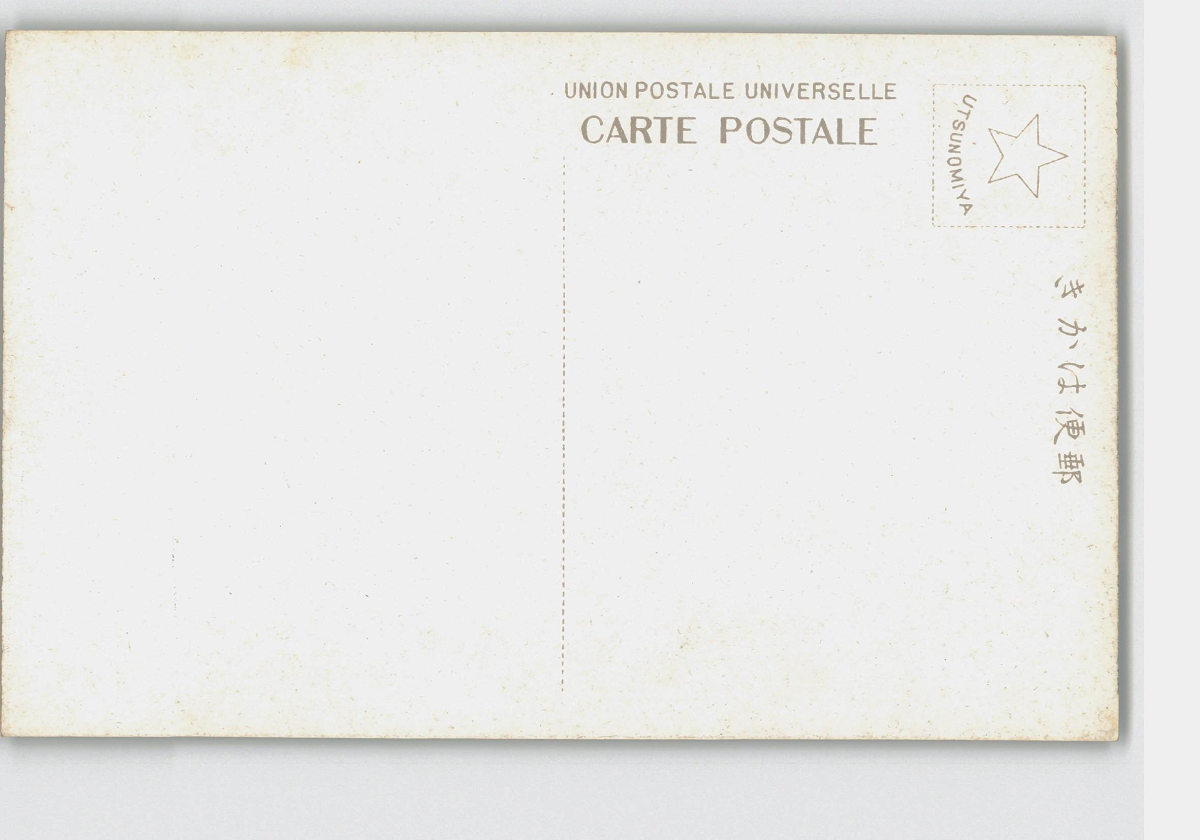 UNION POSTALE UNIVERSELLE
CARTE POSTALE
UTSUNOMIYA
郵便はかき